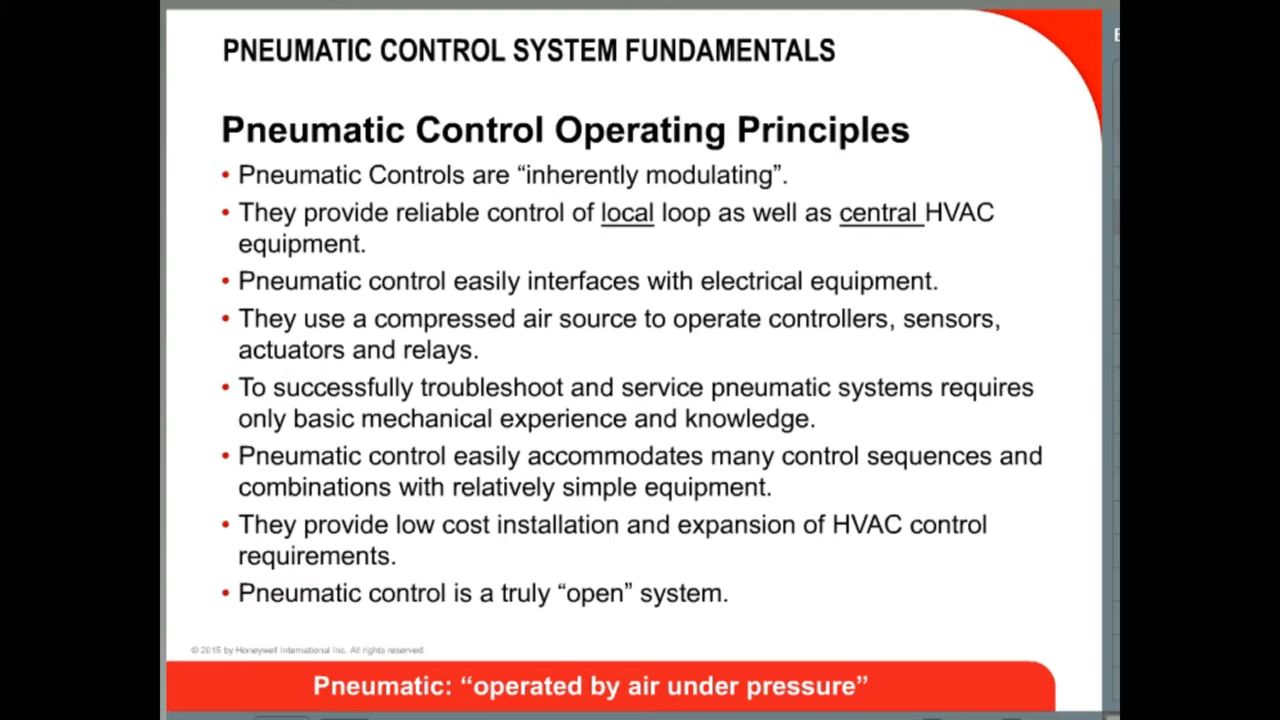 PNEUMATIC CONTROL SYSTEM FUNDAMENTALS
Pneumatic Control Operating Principles
• Pneumatic Controls are “inherently modulating”.
• They provide reliable control of local loop as well as central HVAC
equipment.
• Pneumatic control easily interfaces with electrical equipment.
• They use a compressed air source to operate controllers, sensors,
actuators and relays.
• To successfully troubleshoot and service pneumatic systems requires
only basic mechanical experience and knowledge.
• Pneumatic control easily accommodates many control sequences and
combinations with relatively simple equipment.
• They provide low cost installation and expansion of HVAC control
requirements.
• Pneumatic control is a truly “open” system.
© 2015 by Honeywell International Inc. All rights reserved.
Pneumatic: “operated by air under pressure”